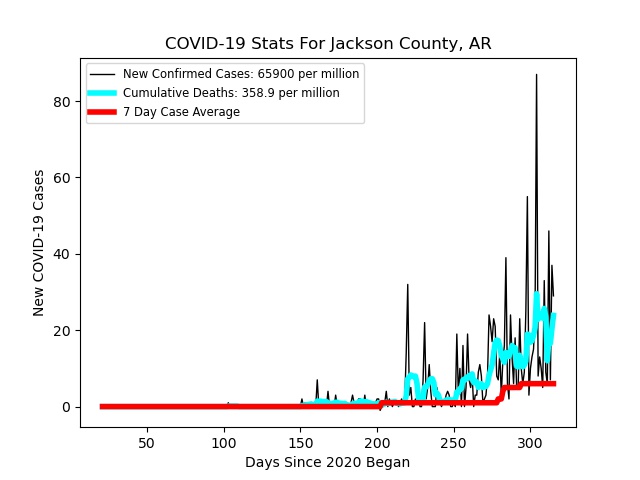 COVID-19 Stats For Jackson County, AR
New Confirmed Cases: 65900 per million
Cumulative Deaths: 358.9 per million
7 Day Case Average
New COVID-19 Cases
80
60
40
20
0
50 100 150 200 250 300
Days Since 2020 Began